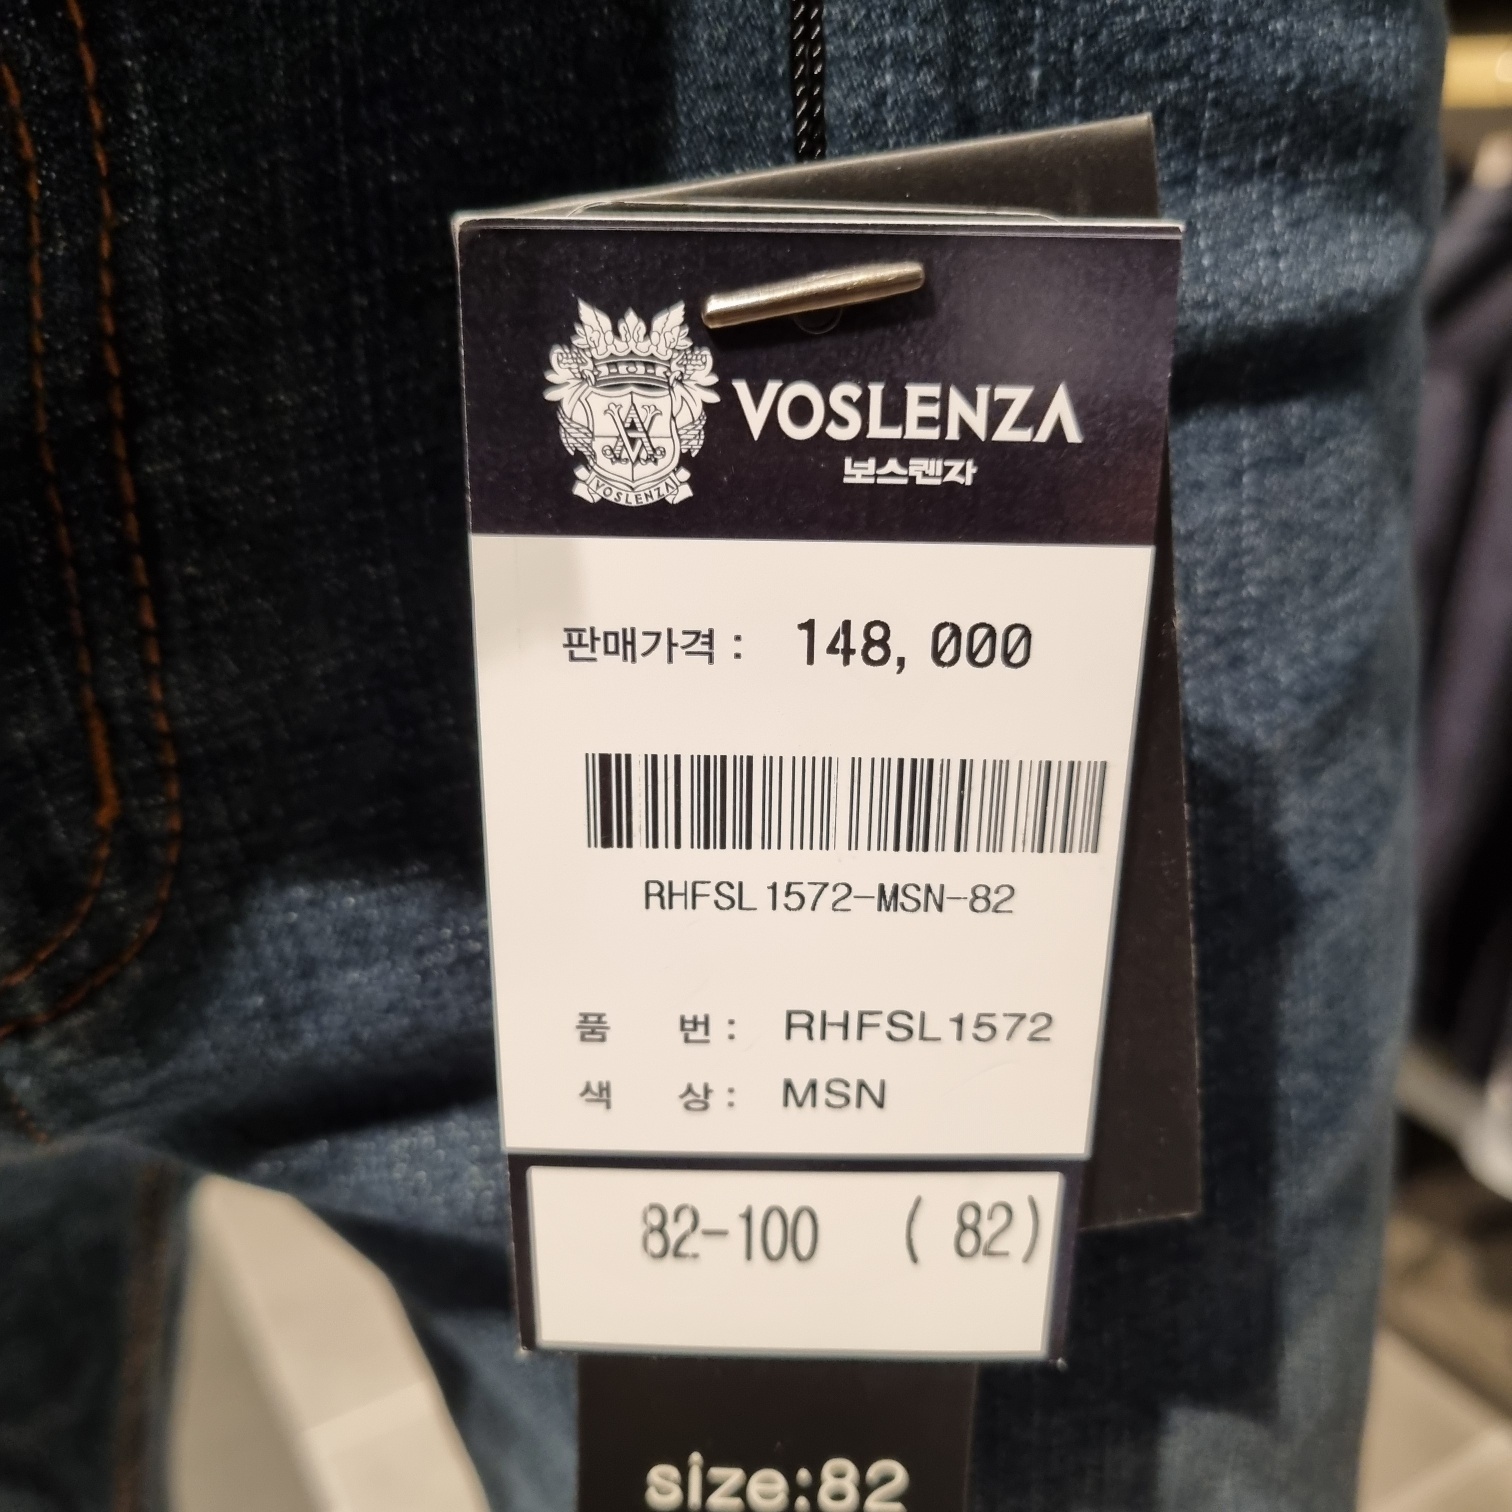 VOSLENZA
보스렌자
VOSLENZA
판매가격 : 148, 000
RHFSL1572-MSN-82
품 번 : RHFSL1572
색 상 : MSN
82-100 ( 82)
size:82